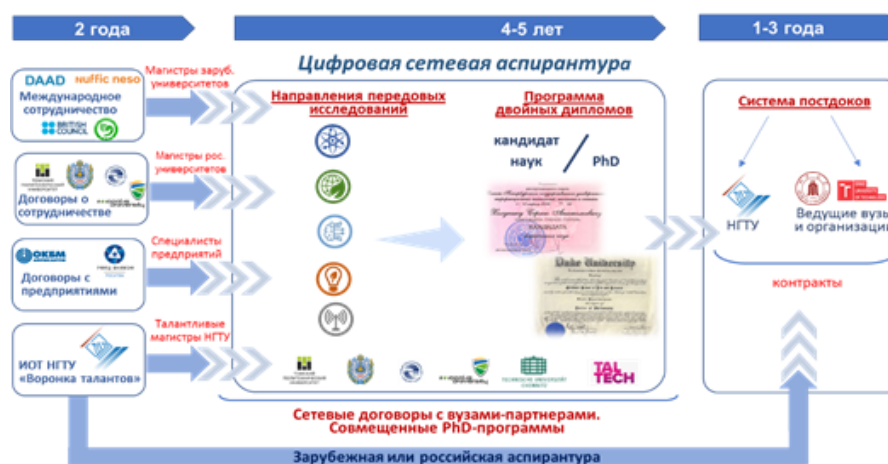 2 года
4-5 лет
1-3 года
DAAD
nuffic neso
Международное
сотрудничество
BRITISH
COUNCIL
Договоры о
сотрудничестве
ОКБМ
Договоры с
предприятиями
ИОТ НГТУ
«Воронка талантов»
Магистры заруб.
университетов
Магистры рос.
университетов
Специалисты
предприятий
Талантливые
магистры НГТУ
Цифровая сетевая аспирантура
Направления передовых
исследований
Программа
двойных дипломов
кандидат
наук / PhD
Duke University
TAL
TECH
Сетевые договоры с вузами-партнерами.
Совмещенные PhD-программы
Система постдоков
НГТУ
Ведущие вузы
и организации
контракты
Зарубежная или российская аспирантура